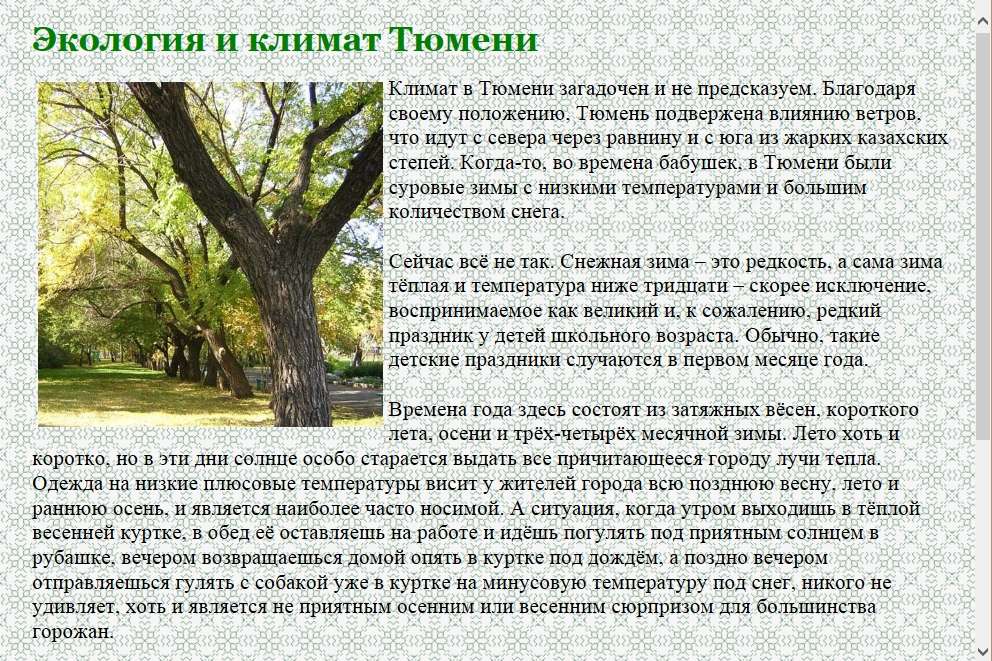 Экология и климат Тюмени
Климат в Тюмени загадочен и не предсказуем. Благодаря
своему положению, Тюмень подвержена влиянию ветров,
что идут с севера через равнину и с юга из жарких казахских
степей. Когда-то, во времена бабушек, в Тюмени были
суровые зимы с низкими температурами и большим
количеством снега.
Сейчас всё не так. Снежная зима – это редкость, а сама зима
тёплая и температура ниже тридцати – скорее исключение,
воспринимаемое как великий и, к сожалению, редкий
праздник у детей школьного возраста. Обычно, такие
детские праздники случаются в первом месяце года.
Времена года здесь состоят из затяжных вёсен, короткого
лета, осени и трёх-четырёх месячной зимы. Лето хоть и
коротко, но в эти дни солнце особо старается выдать все причитающееся городу лучи тепла.
Одежда на низкие плюсовые температуры висит у жителей города всю позднюю весну, лето и
раннюю осень, и является наиболее часто носимой. А ситуация, когда утром выходишь в тёплой
весенней куртке, в обед её оставляешь на работе и идёшь погулять под приятным солнцем в
рубашке, вечером возвращаешься домой опять в куртке под дождём, а поздно вечером
отправляешься гулять с собакой уже в куртке на минусовую температуру под снег, никого не
удивляет, хоть и является не приятным осенним или весенним сюрпризом для большинства
горожан.